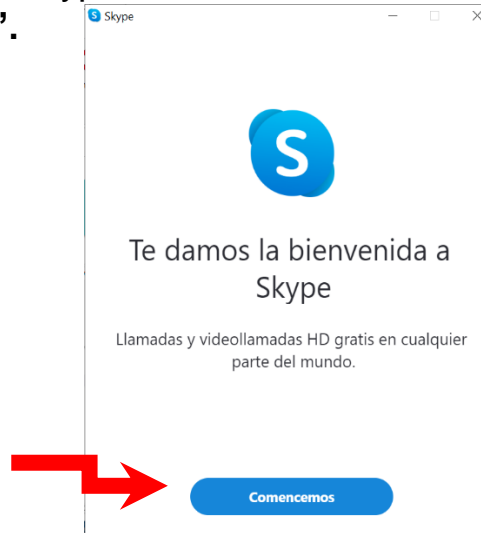 ”.
Skype
S
Te damos la bienvenida a
Skype
Llamadas y videollamadas HD gratis en cualquier
parte del mundo.
Comencemos